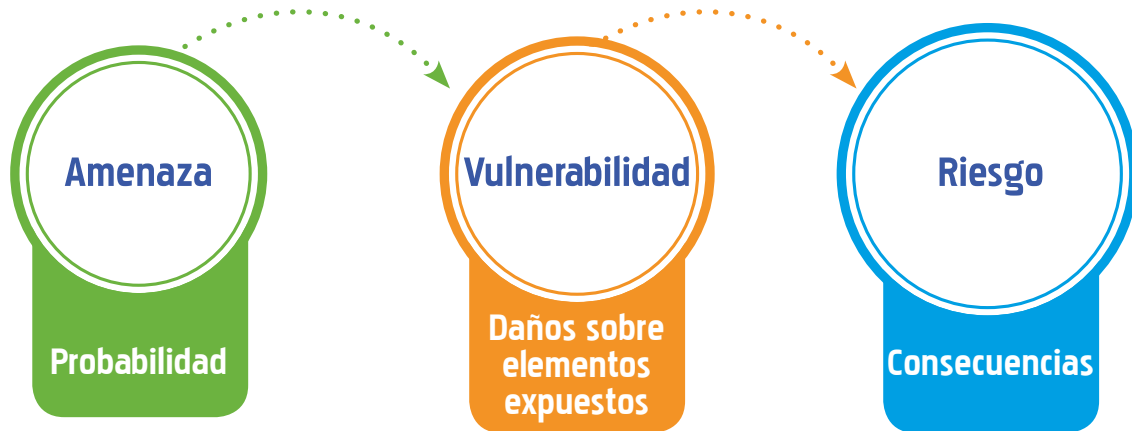 Amenaza
Probabilidad
Vulnerabilidad
Daños sobre
elementos
expuestos
Riesgo
Consecuencias